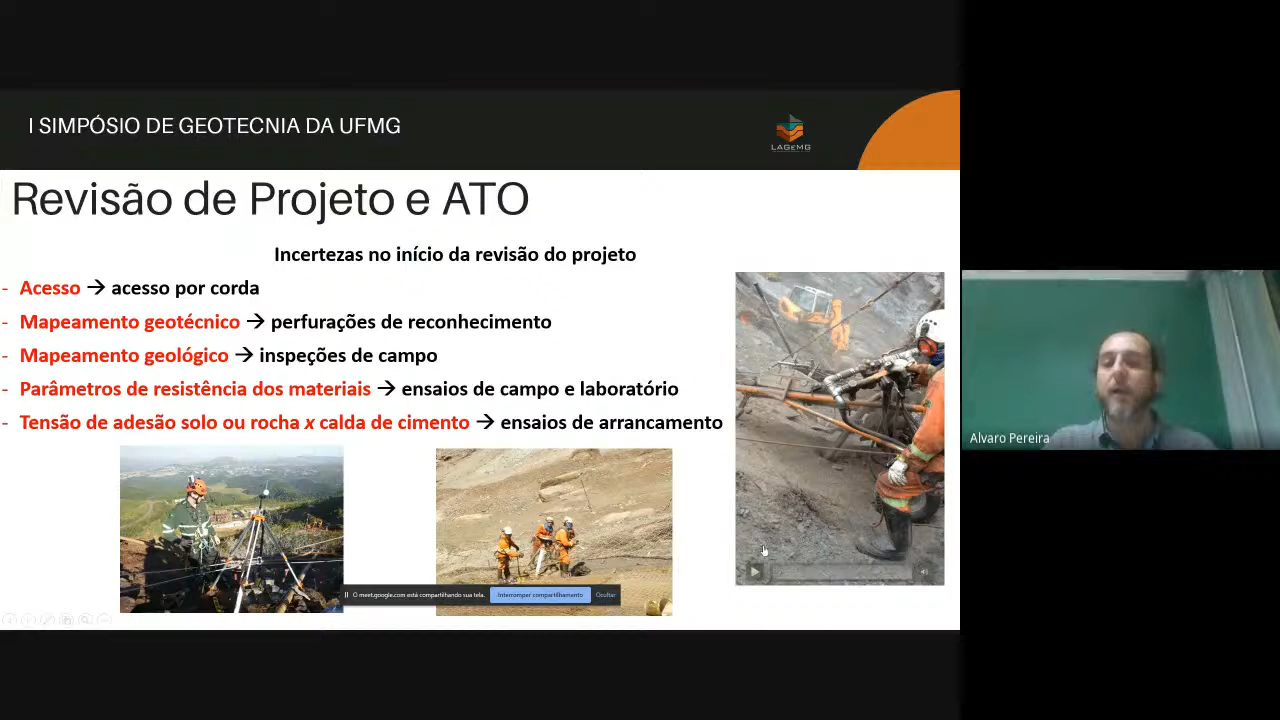 I SIMPÓSIO DE GEOTECNIA DA UFMG
LAGEMG
Revisão de Projeto e ATO
Incertezas no início da revisão do projeto
- Acesso → acesso por corda
- Mapeamento geotécnico → perfurações de reconhecimento
- Mapeamento geológico → inspeções de campo
- Parâmetros de resistência dos materiais → ensaios de campo e laboratório
- Tensão de adesão solo ou rocha x calda de cimento → ensaios de arrancamento
Alvaro Pereira
O meet.google.com está compartilhando sua tela. Interromper compartilhamento Ocultar